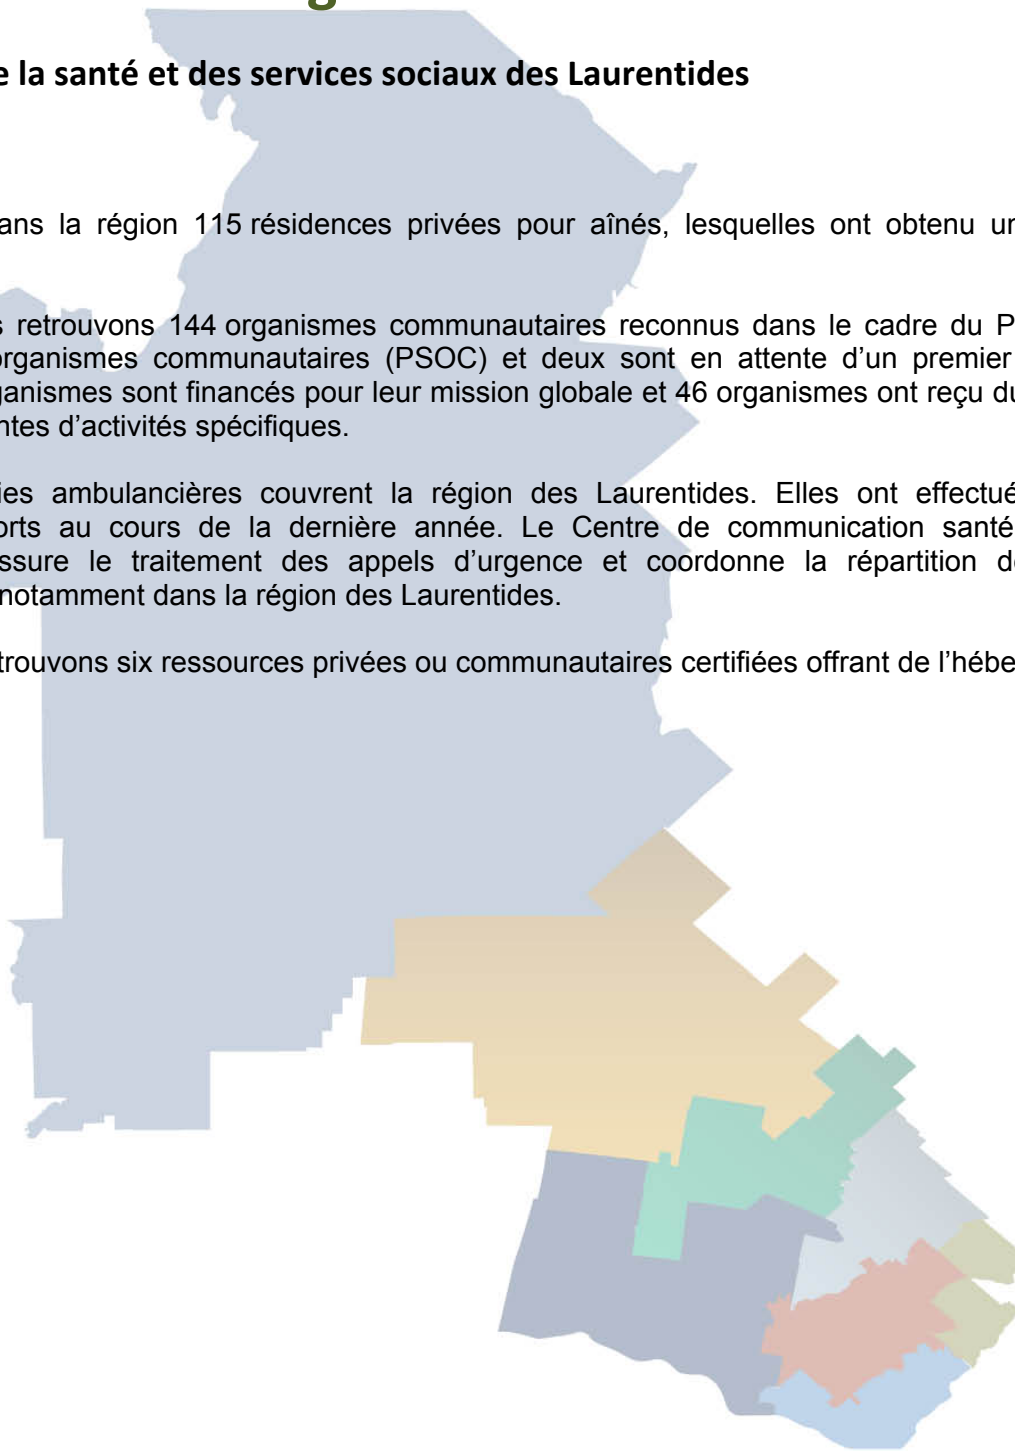 e la santé et des services sociaux des Laurentides
ans la région 115 résidences privées pour aînés, lesquelles ont obtenu un
s retrouvons 144 organismes communautaires reconnus dans le cadre du P
organismes communautaires (PSOC) et deux sont en attente d’un premier
ganismes sont financés pour leur mission globale et 46 organismes ont reçu du
ntes d’activités spécifiques.
ies ambulancières couvrent la région des Laurentides. Elles ont effectué
orts au cours de la dernière année. Le Centre de communication santé
ssure le traitement des appels d’urgence et coordonne la répartition de
notamment dans la région des Laurentides.
trouvons six ressources privées ou communautaires certifiées offrant de l’hébe